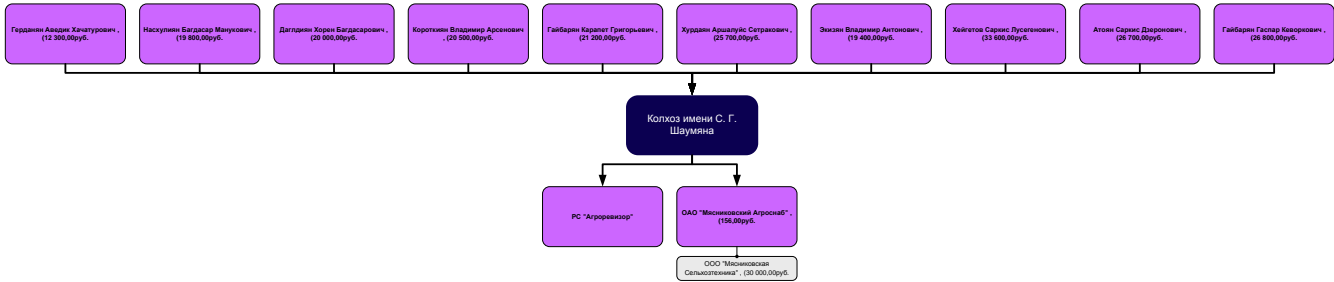 Герданян Аведик Хачатурович ,
(12 300,00руб.
Насхулиян Багдасар Манукович ,
(19 800,00руб.
Даглдиян Хорен Багдасарович ,
(20 000,00руб.
Короткиян Владимир Арсенович
, (20 500,00руб.
Гайбарян Карапет Григорьевич ,
(21 200,00руб.
Хурдаян Аршалуйс Сетракович ,
(25 700,00руб.
Экизян Владимир Антонович ,
(19 400,00руб.
Хейгетов Саркис Лусегенович ,
(33 600,00руб.
Атоян Саркис Дзеронович ,
(26 700,00руб.
Гайбарян Гаспар Кеворкович ,
(26 800,00руб.
Колхоз имени С. Г.
Шаумяна
РС "Агроревизор"
ОАО "Мясниковский Агроснаб" ,
(156,00руб.
ООО "Мясниковская
Сельхозтехника" , (30 000,00руб.